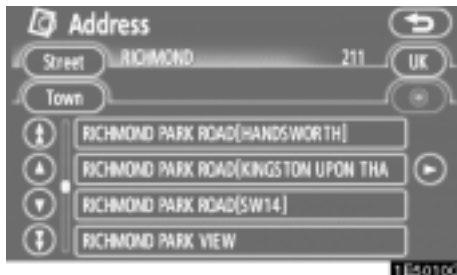 Address
Street RICHMOND 211 UK
Town
RICHMOND PARK ROAD[HANDSWORTH]
RICHMOND PARK ROAD[KINGSTON UPON THA
RICHMOND PARK ROAD[SW14]
RICHMOND PARK VIEW
1E5010C